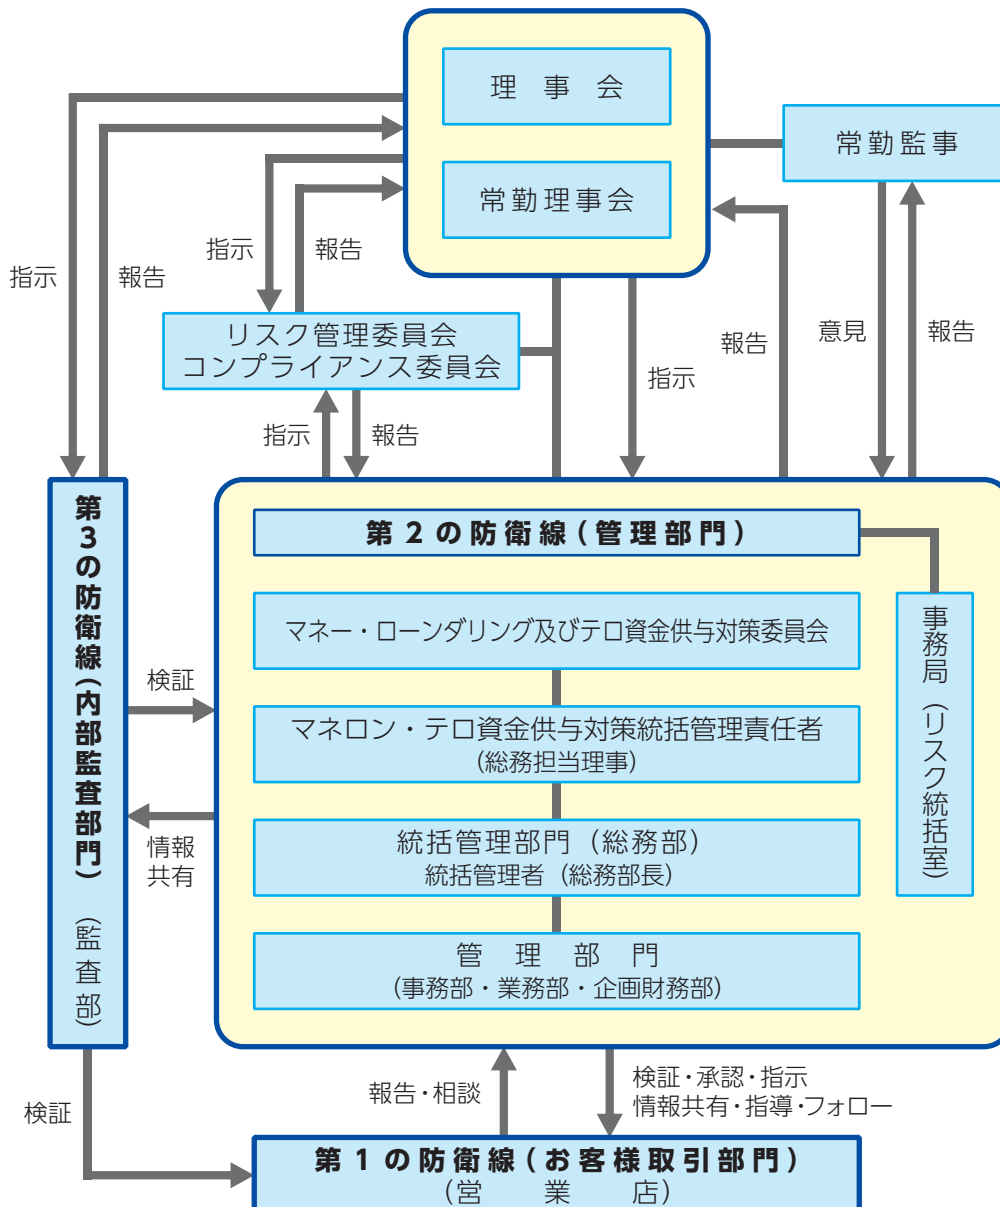 理事会
常勤理事会
常勤監事
指示
報告
指示
報告
リスク管理委員会
コンプライアンス委員会
指示
報告
指示
報告
意見
報告
第3の防衛線(内部監査部門)
(監査部)
第2の防衛線(管理部門)
マネー・ローンダリング及びテロ資金供与対策委員会
マネロン・テロ資金供与対策統括管理責任者
(総務担当理事)
統括管理部門(総務部)
統括管理者(総務部長)
管理部門
(事務部・業務部・企画財務部)
事務局(リスク統括室)
検証
情報
共有
検証
報告・相談
検証・承認・指示
情報共有・指導・フォロー
第1の防衛線(お客様取引部門)
(営業店)